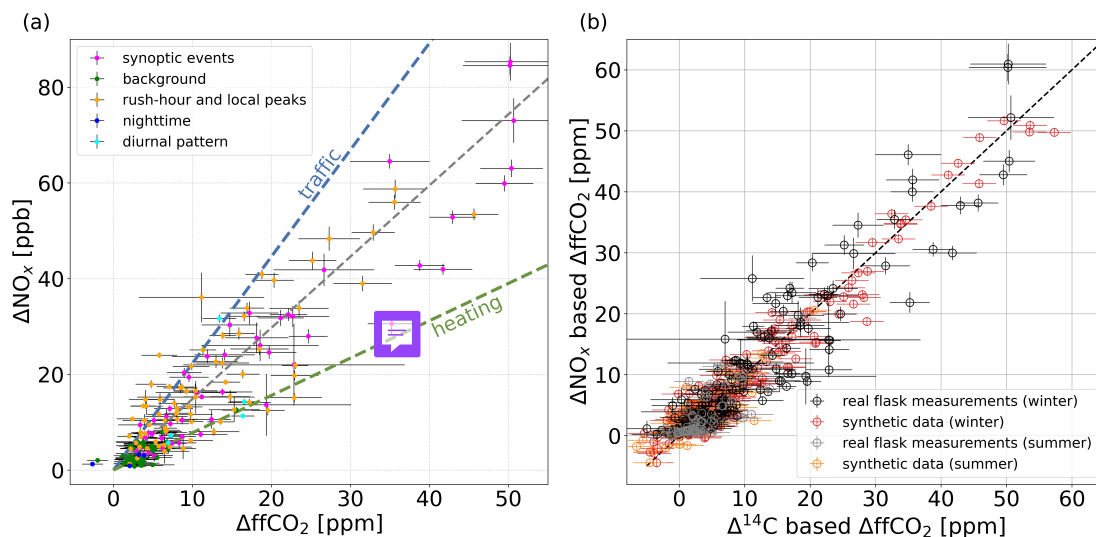 (a)
(b)
synoptic events
background
rush-hour and local peaks
nighttime
diurnal pattern
traffic
heating
0
20
40
60
80
ΔNOₓ [ppb]
0
10
20
30
40
50
ΔffCO₂ [ppm]
60
50
40
30
20
10
0
ΔNOₓ based ΔffCO₂ [ppm]
real flask measurements (winter)
synthetic data (winter)
real flask measurements (summer)
synthetic data (summer)
0
10
20
30
40
50
60
Δ¹⁴C based ΔffCO₂ [ppm]